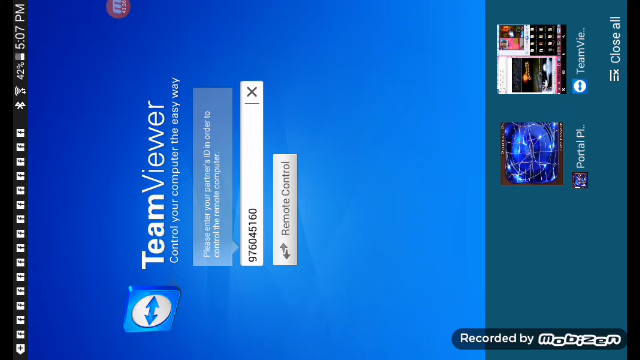 42% 5:07 PM
TeamViewer
Control your computer the easy way
Please enter your partner's ID in order to
control the remote computer.
976045160
Remote Control
TeamVie..
Portal Pl..
Close all
Recorded by Mobizen